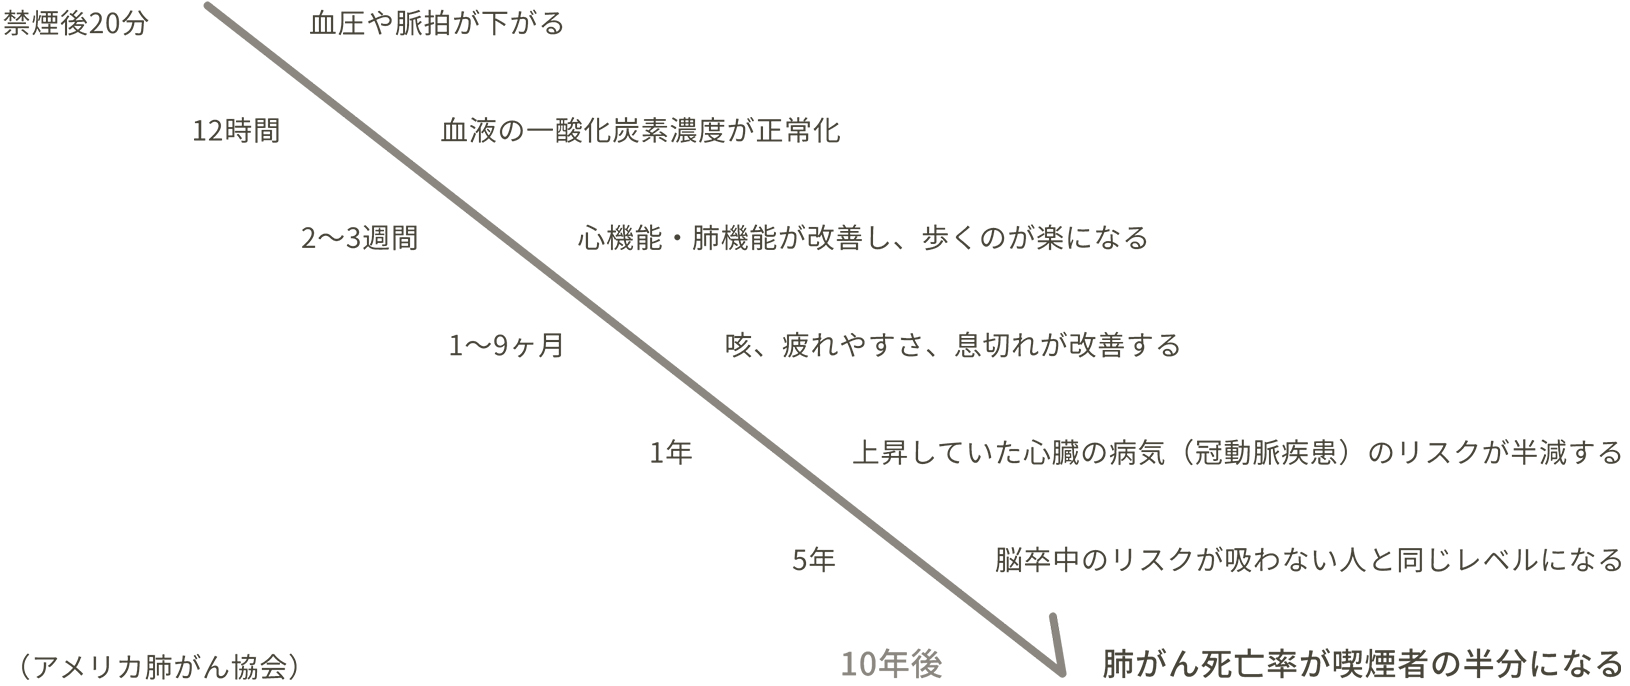 禁煙後20分 血圧や脈拍が下がる
12時間 血液の一酸化炭素濃度が正常化
2〜3週間 心機能・肺機能が改善し、歩くのが楽になる
1〜9ヶ月 咳、疲れやすさ、息切れが改善する
1年 上昇していた心臓の病気（冠動脈疾患）のリスクが半減する
5年 脳卒中のリスクが吸わない人と同じレベルになる
10年後 肺がん死亡率が喫煙者の半分になる
（アメリカ肺がん協会）